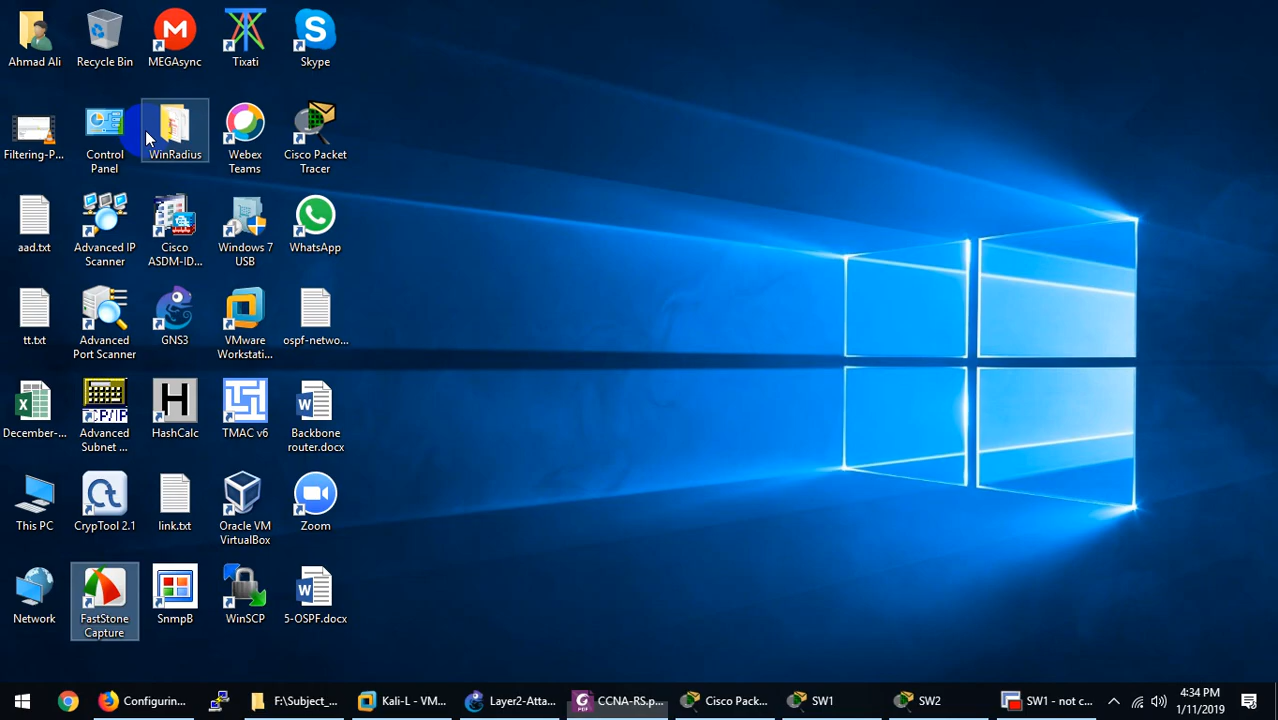 Ahmad Ali
Recycle Bin
MEGAsync
Tixati
Skype
Filtering-P...
Control
Panel
WinRadius
Webex
Teams
Cisco Packet
Tracer
aad.txt
Advanced IP
Scanner
Cisco
ASDM-ID...
Windows 7
USB
WhatsApp
tt.txt
Advanced
Port Scanner
GNS3
VMware
Workstati...
ospf-netwo...
December-...
TCP/IP
Advanced
Subnet ...
H
HashCalc
TMAC v6
Backbone
router.docx
This PC
Ct
CrypTool 2.1
link.txt
Oracle VM
VirtualBox
Zoom
Network
FastStone
Capture
SnmpB
WinSCP
5-OSPF.docx
Configurin...
F:\Subject_...
Kali-L - VM...
Layer2-Atta...
CCNA-RS.p...
Cisco Pack...
SW1
SW2
SW1 - not c...
4:34 PM
1/11/2019